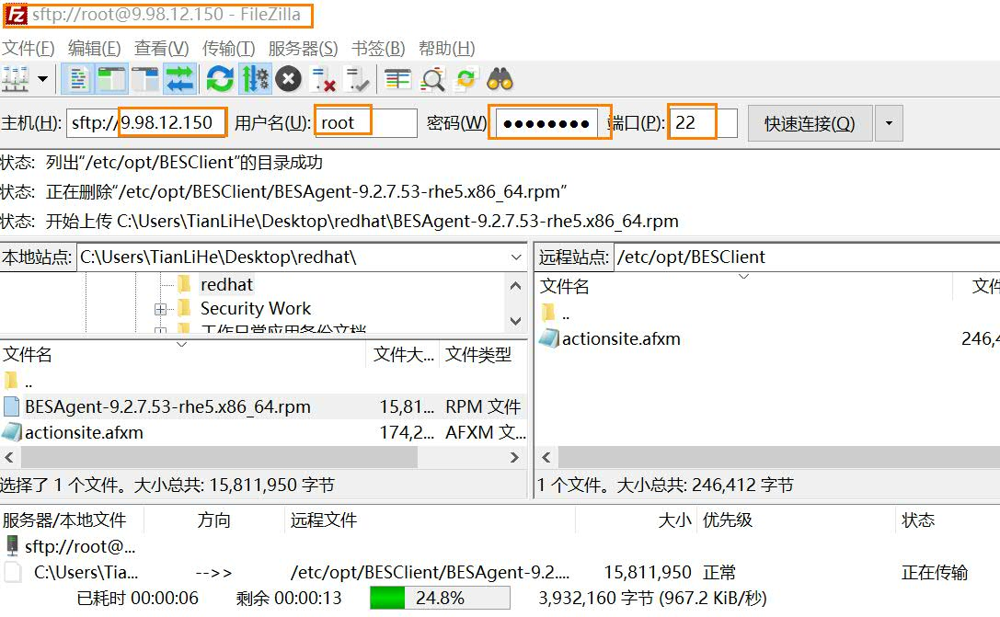 sftp://root@9.98.12.150 - FileZilla
文件(F) 编辑(E) 查看(V) 传输(T) 服务器(S) 书签(B) 帮助(H)
主机(H): sftp://9.98.12.150 用户名(U): root 密码(W): ●●●●●●●● 端口(P): 22 快速连接(Q)
状态: 列出“/etc/opt/BESClient”的目录成功
状态: 正在删除“/etc/opt/BESClient/BESAgent-9.2.7.53-rhe5.x86_64.rpm”
状态: 开始上传 C:\Users\TianLiHe\Desktop\redhat\BESAgent-9.2.7.53-rhe5.x86_64.rpm
本地站点: C:\Users\TianLiHe\Desktop\redhat\
redhat
Security Work
工作日常应用备份文档
文件名 文件大... 文件类型
..
BESAgent-9.2.7.53-rhe5.x86_64.rpm 15,81... RPM 文件
actionsite.afxm 174,2... AFXM 文...
选择了 1 个文件。大小总共: 15,811,950 字节
远程站点: /etc/opt/BESClient
文件名 文件
..
actionsite.afxm 246,4
1 个文件。大小总共: 246,412 字节
服务器/本地文件 方向 远程文件 大小 优先级 状态
sftp://root@...
C:\Users\Tia... -->> /etc/opt/BESClient/BESAgent-9.2.... 15,811,950 正常 正在传输
已耗时 00:00:06 剩余 00:00:13 24.8% 3,932,160 字节 (967.2 KiB/秒)